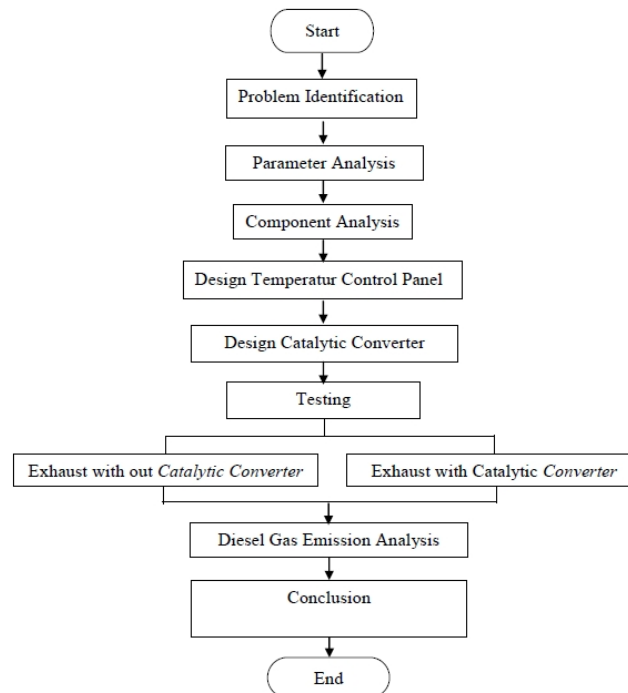 Start
Problem Identification
Parameter Analysis
Component Analysis
Design Temperatur Control Panel
Design Catalytic Converter
Testing
Exhaust with out Catalytic Converter
Exhaust with Catalytic Converter
Diesel Gas Emission Analysis
Conclusion
End